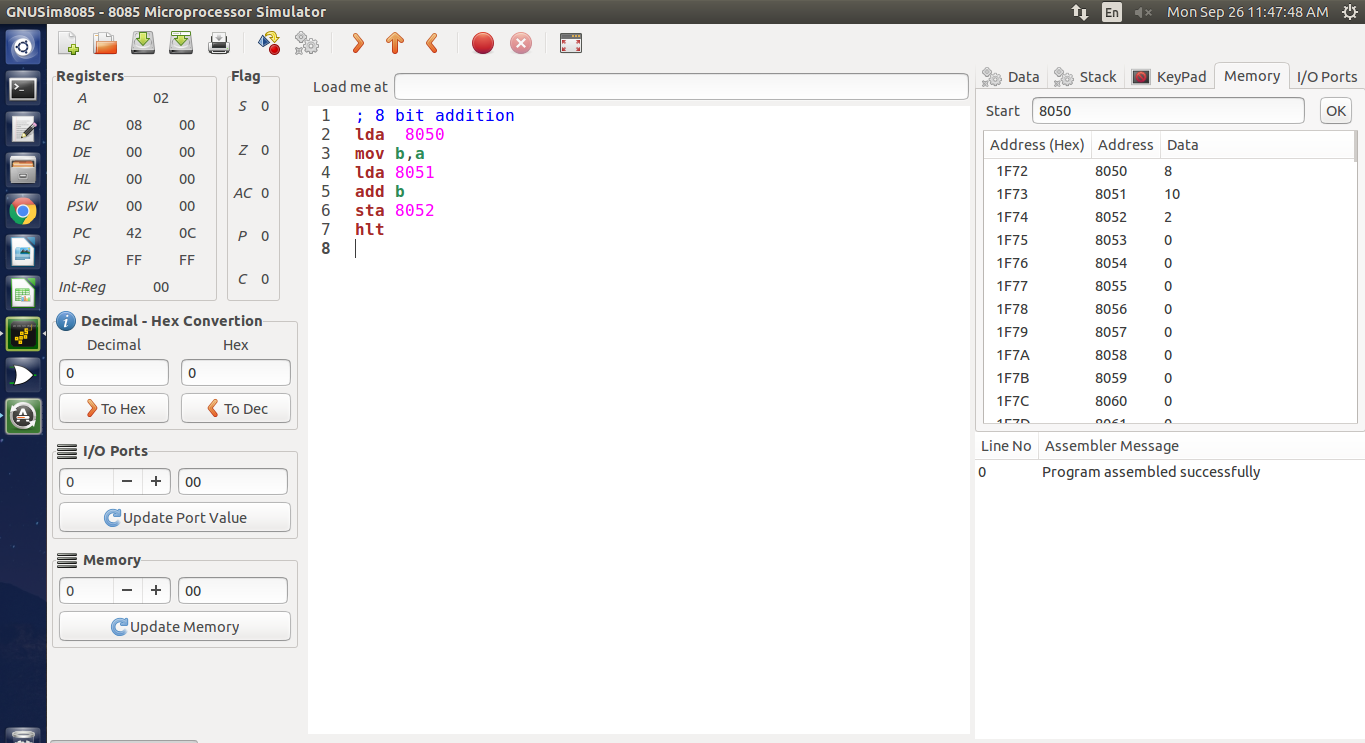 GNUSim8085 - 8085 Microprocessor Simulator
En
Mon Sep 26 11:47:48 AM
Registers
A 02
BC 08 00
DE 00 00
HL 00 00
PSW 00 00
PC 42 0C
SP FF FF
Int-Reg 00
Flag
S 0
Z 0
AC 0
P 0
C 0
Decimal - Hex Convertion
Decimal Hex
0 0
To Hex To Dec
I/O Ports
0 − + 00
Update Port Value
Memory
0 − + 00
Update Memory
Load me at
1 ; 8 bit addition
2 lda  8050
3 mov b,a
4 lda 8051
5 add b
6 sta 8052
7 hlt
8
Data Stack KeyPad Memory I/O Ports
Start 8050 OK
Address (Hex) Address Data
1F72 8050 8
1F73 8051 10
1F74 8052 2
1F75 8053 0
1F76 8054 0
1F77 8055 0
1F78 8056 0
1F79 8057 0
1F7A 8058 0
1F7B 8059 0
1F7C 8060 0
1F7D 8061 0
Line No Assembler Message
0 Program assembled successfully